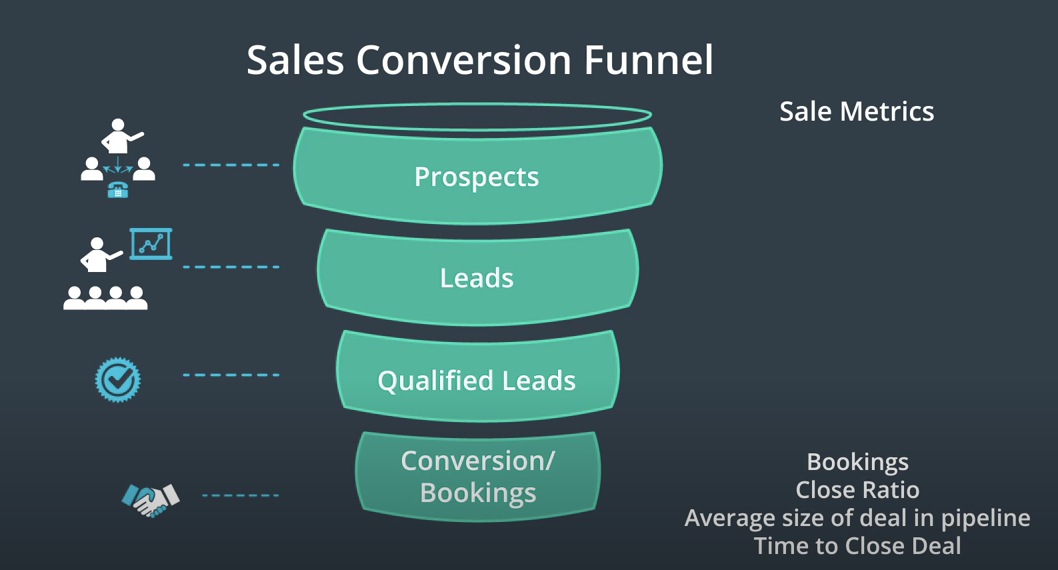 Sales Conversion Funnel
Sale Metrics
Prospects
Leads
Qualified Leads
Conversion/
Bookings
Bookings
Close Ratio
Average size of deal in pipeline
Time to Close Deal